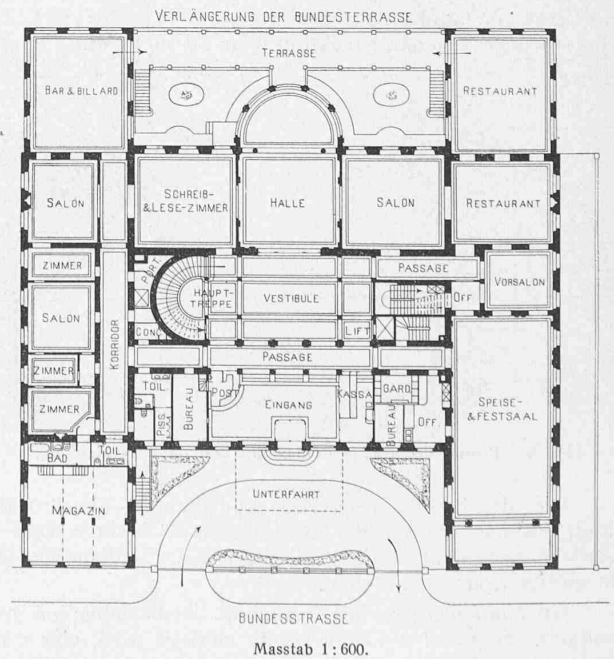 VERLÄNGERUNG DER BUNDESTERRASSE
TERRASSE
BAR & BILLARD
RESTAURANT
SALON
SCHREIB-
& LESE-ZIMMER
HALLE
SALON
RESTAURANT
ZIMMER
PORT.
HAUPT-
TREPPE
VESTIBULE
PASSAGE
OFF
VORSALON
SALON
KORRIDOR
CONC.
LIFT
PASSAGE
ZIMMER
ZIMMER
TOIL
PISS.
BUREAU
POST
EINGANG
KASSA
GARD.
BUREAU
OFF.
SPEISE-
& FESTSAAL
BAD
TOIL
MAGAZIN
UNTERFAHRT
BUNDESSTRASSE
Masstab 1 : 600.